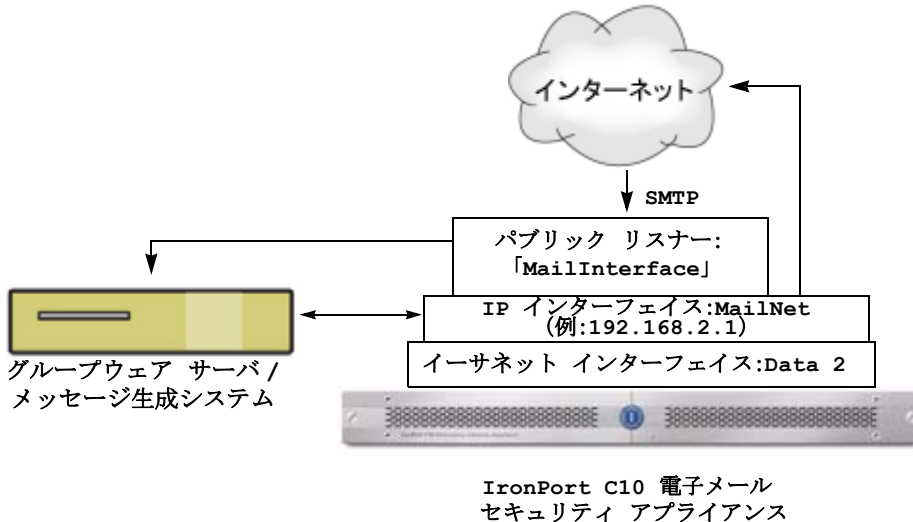 インターネット
SMTP
パブリック リスナー:
「MailInterface」
IP インターフェイス:MailNet
(例:192.168.2.1)
イーサネット インターフェイス:Data 2
グループウェア サーバ/
メッセージ生成システム
IronPort C10 電子メール
セキュリティ アプライアンス